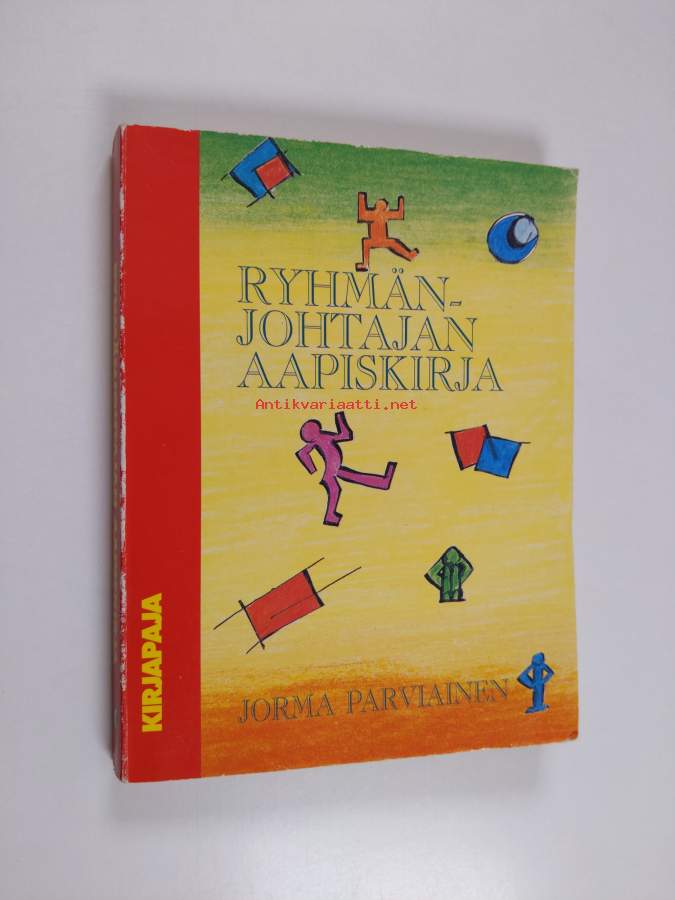 RYHMÄN-
JOHTAJAN
AAPISKIRJA
Antikvariaatti.net
JORMA PARVIAINEN
KIRJAPAJA